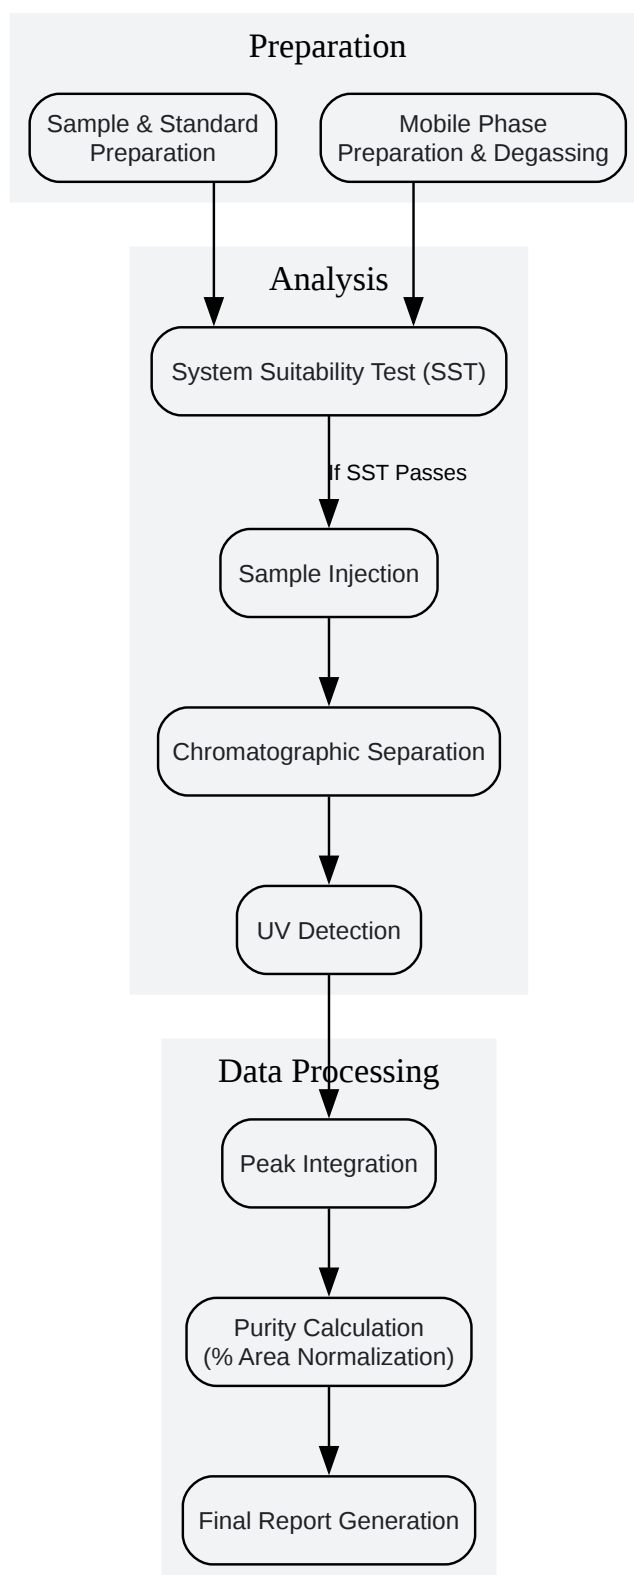 Preparation
Sample & Standard
Preparation
Mobile Phase
Preparation & Degassing
Analysis
System Suitability Test (SST)
If SST Passes
Sample Injection
Chromatographic Separation
UV Detection
Data Processing
Peak Integration
Purity Calculation
(% Area Normalization)
Final Report Generation